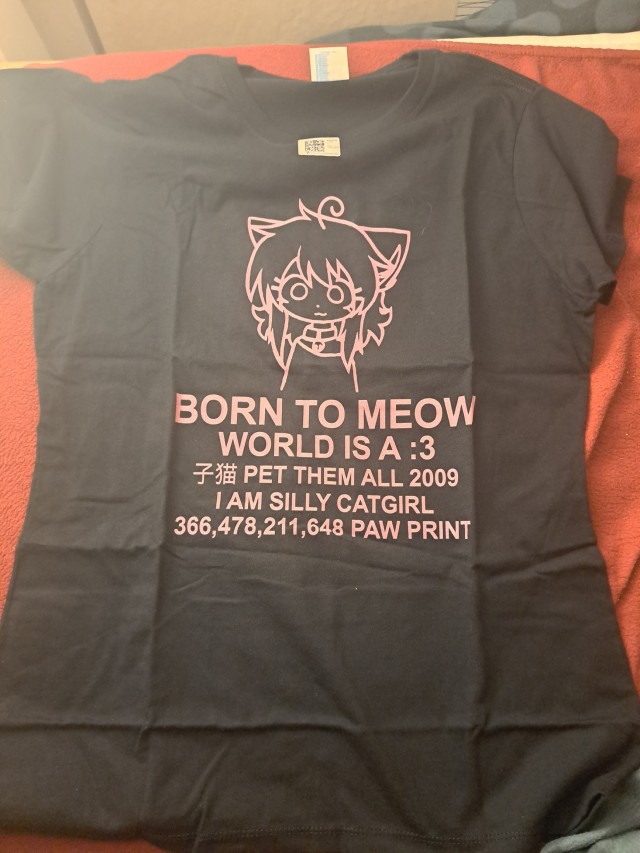 BORN TO MEOW
WORLD IS A :3
子猫 PET THEM ALL 2009
I AM SILLY CATGIRL
366,478,211,648 PAW PRINT